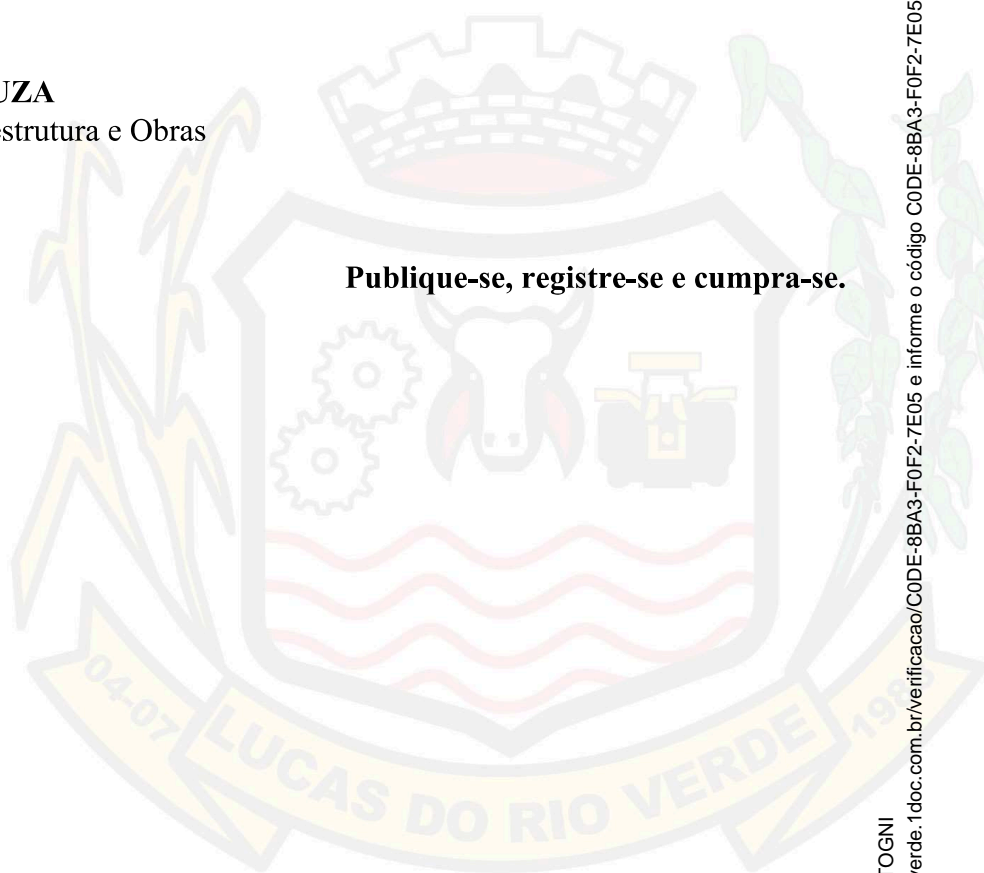 UZA
estrutura e Obras
Publique-se, registre-se e cumpra-se.
04-07
LUCAS DO RIO VERDE
1988
TOGNI
verde.1doc.com.br/verificacao/C0DE-8BA3-F0F2-7E05 e informe o código C0DE-8BA3-F0F2-7E05